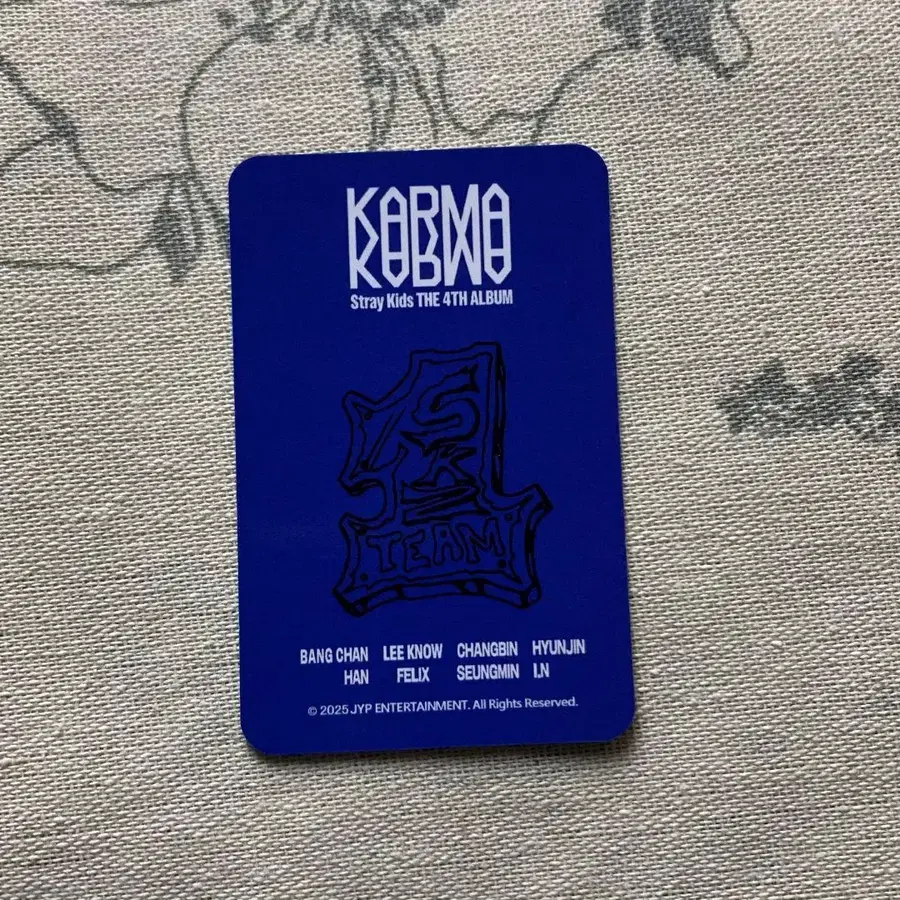 KARMA
Stray Kids THE 4TH ALBUM
1
SKZ
TEAM
BANG CHAN LEE KNOW CHANGBIN HYUNJIN
HAN FELIX SEUNGMIN I.N
© 2025 JYP ENTERTAINMENT. All Rights Reserved.